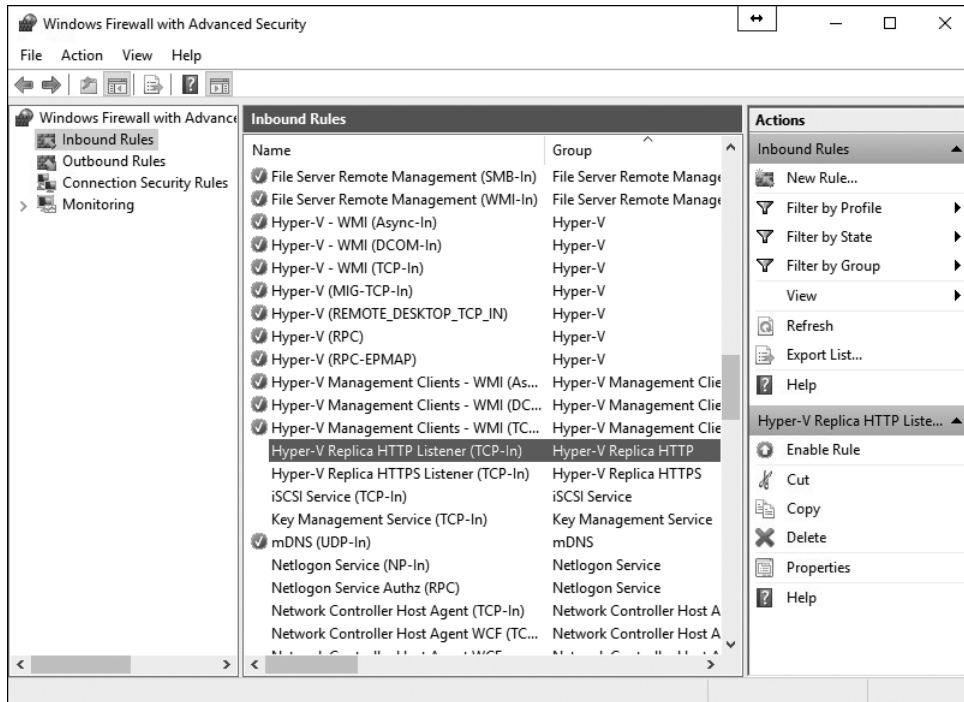 Windows Firewall with Advanced Security
File Action View Help
Windows Firewall with Advance
Inbound Rules
Outbound Rules
Connection Security Rules
Monitoring
Inbound Rules
Name Group
File Server Remote Management (SMB-In) File Server Remote Manage
File Server Remote Management (WMI-In) File Server Remote Manage
Hyper-V - WMI (Async-In) Hyper-V
Hyper-V - WMI (DCOM-In) Hyper-V
Hyper-V - WMI (TCP-In) Hyper-V
Hyper-V (MIG-TCP-In) Hyper-V
Hyper-V (REMOTE_DESKTOP_TCP_IN) Hyper-V
Hyper-V (RPC) Hyper-V
Hyper-V (RPC-EPMAP) Hyper-V
Hyper-V Management Clients - WMI (As... Hyper-V Management Clie
Hyper-V Management Clients - WMI (DC... Hyper-V Management Clie
Hyper-V Management Clients - WMI (TC... Hyper-V Management Clie
Hyper-V Replica HTTP Listener (TCP-In) Hyper-V Replica HTTP
Hyper-V Replica HTTPS Listener (TCP-In) Hyper-V Replica HTTPS
iSCSI Service (TCP-In) iSCSI Service
Key Management Service (TCP-In) Key Management Service
mDNS (UDP-In) mDNS
Netlogon Service (NP-In) Netlogon Service
Netlogon Service Authz (RPC) Netlogon Service
Network Controller Host Agent (TCP-In) Network Controller Host A
Network Controller Host Agent WCF (TC... Network Controller Host A
Actions
Inbound Rules
New Rule...
Filter by Profile
Filter by State
Filter by Group
View
Refresh
Export List...
Help
Hyper-V Replica HTTP Liste...
Enable Rule
Cut
Copy
Delete
Properties
Help